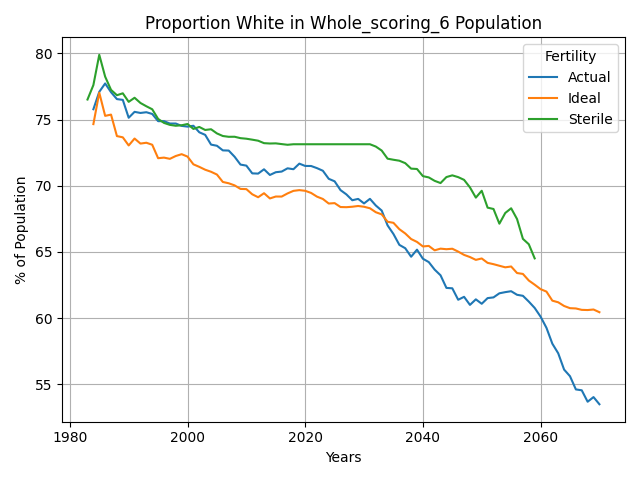 Proportion White in Whole_scoring_6 Population
% of Population
80
75
70
65
60
55
Fertility
Actual
Ideal
Sterile
1980
2000
2020
2040
2060
Years